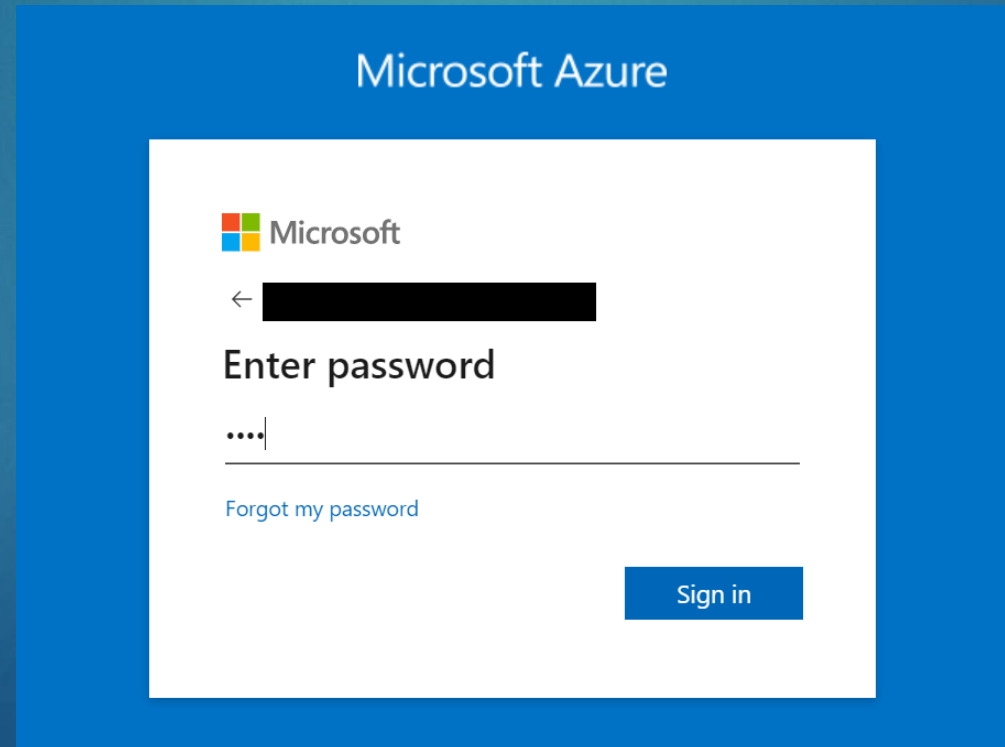 Microsoft Azure
Microsoft
Enter password
••••
Forgot my password
Sign in